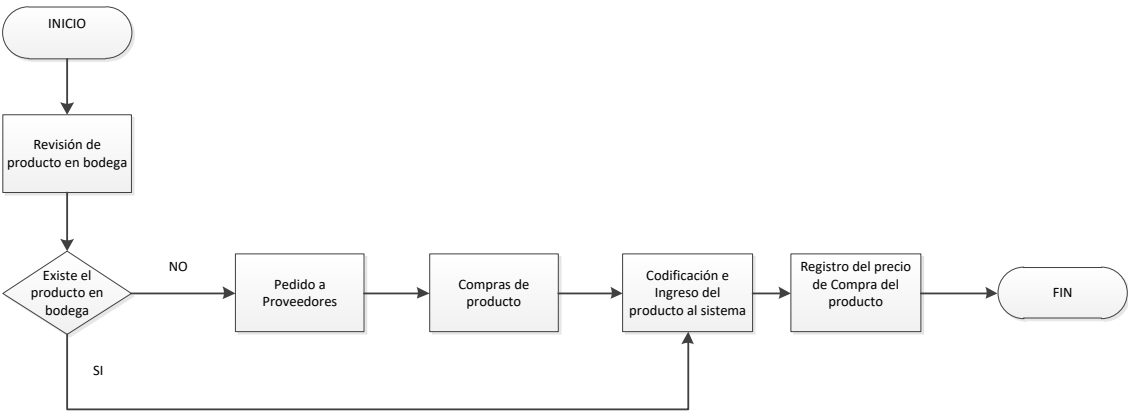 INICIO
Revisión de
producto en bodega
Existe el
producto en
bodega
NO
SI
Pedido a
Proveedores
Compras de
producto
Codificación e
Ingreso del
producto al sistema
Registro del precio
de Compra del
producto
FIN